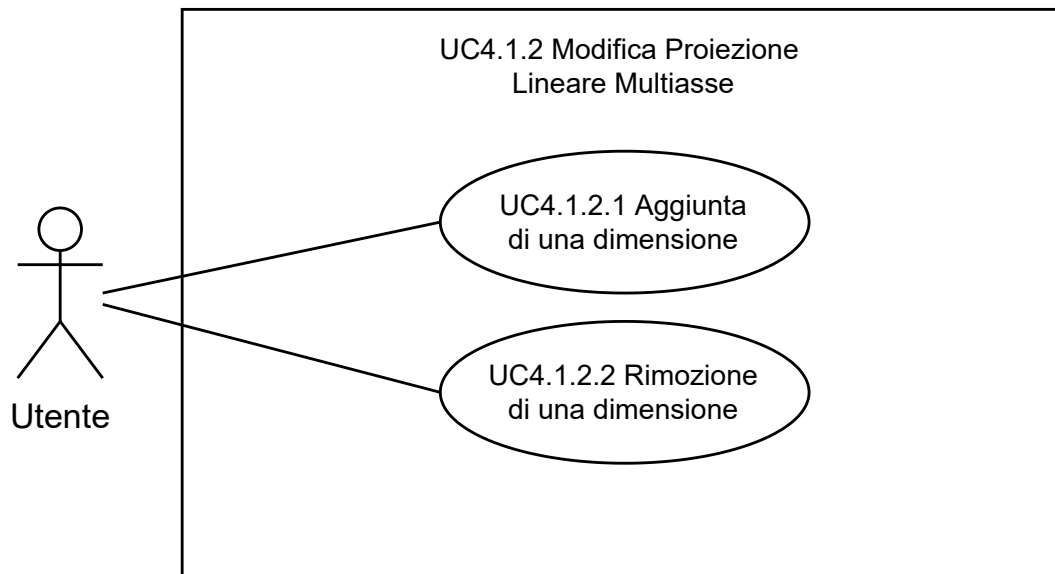 UC4.1.2 Modifica Proiezione
Lineare Multiasse
UC4.1.2.1 Aggiunta
di una dimensione
UC4.1.2.2 Rimozione
di una dimensione
Utente